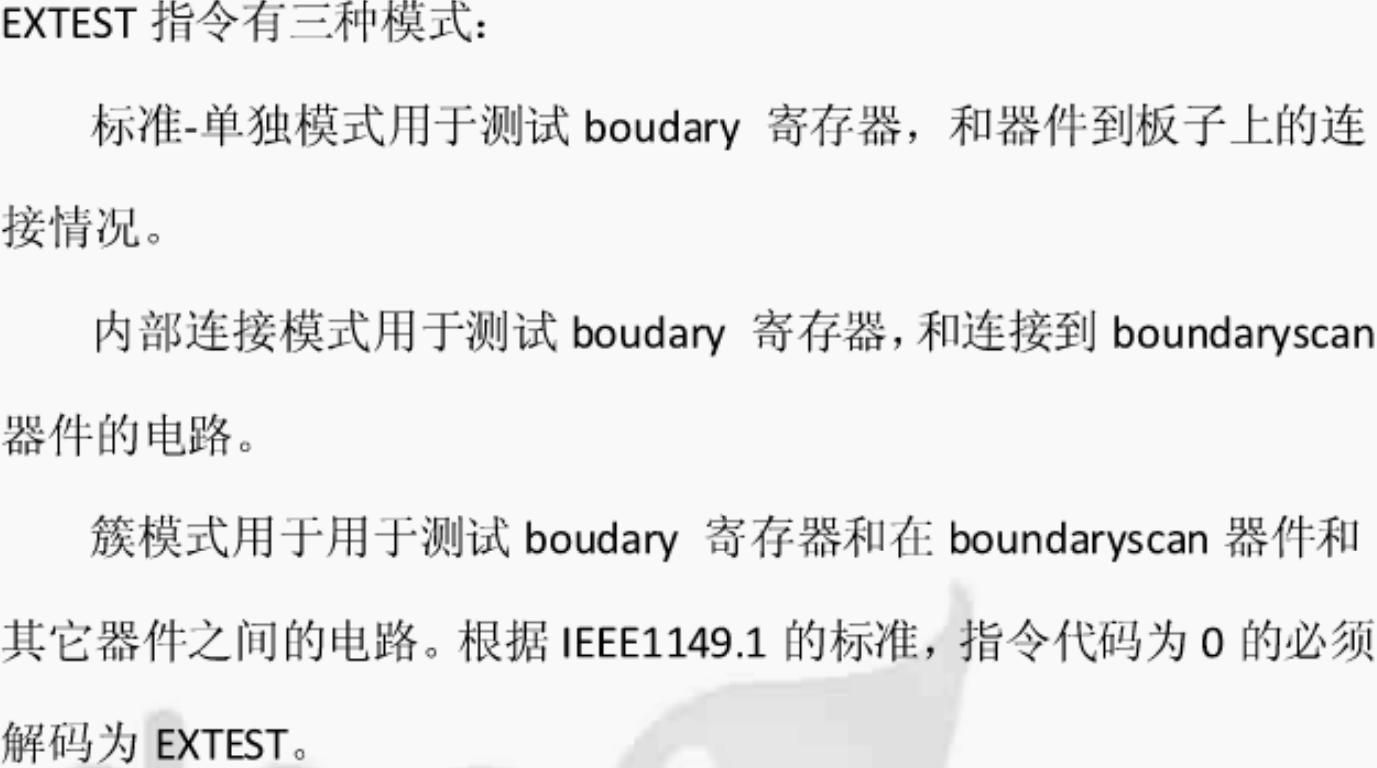 EXTEST 指令有三种模式：
标准-单独模式用于测试 boudary 寄存器，和器件到板子上的连
接情况。
内部连接模式用于测试 boudary 寄存器，和连接到 boundaryscan
器件的电路。
簇模式用于用于测试 boudary 寄存器和在 boundaryscan 器件和
其它器件之间的电路。根据 IEEE1149.1 的标准，指令代码为 0 的必须
解码为 EXTEST。